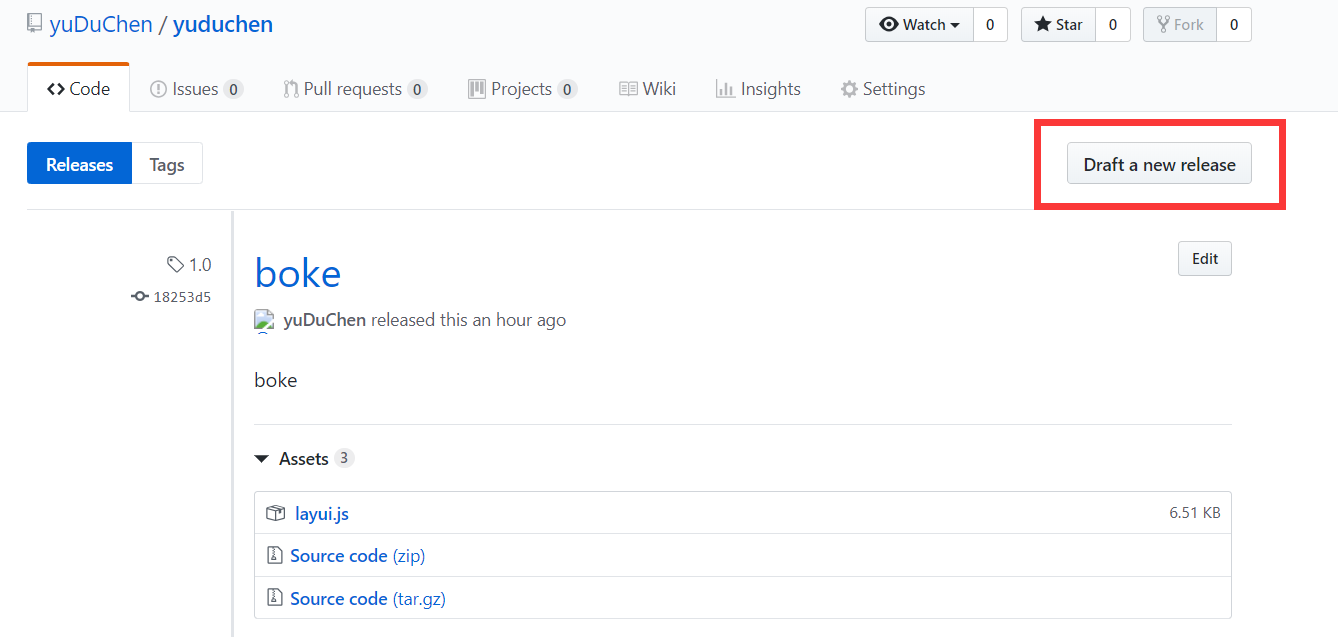 yuDuChen / yuduchen
Watch 0 Star 0 Fork 0
Code Issues 0 Pull requests 0 Projects 0 Wiki Insights Settings
Releases Tags Draft a new release
1.0
18253d5
boke Edit
yuDuChen released this an hour ago
boke
Assets 3
layui.js 6.51 KB
Source code (zip)
Source code (tar.gz)